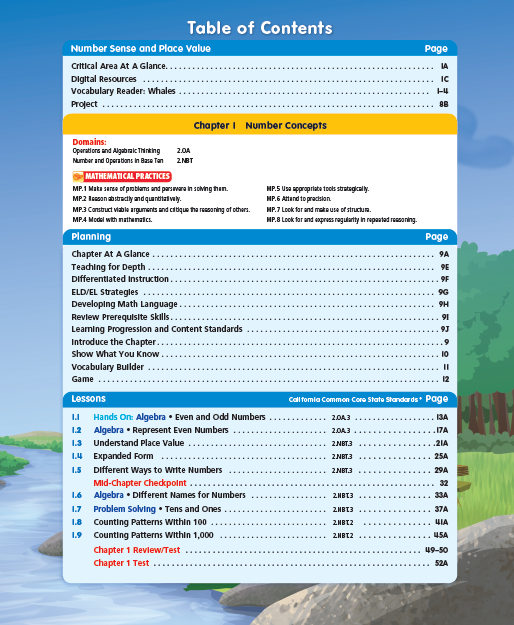 Table of Contents
Number Sense and Place Value Page
Critical Area At A Glance. . . . . . . . . . . . . . . . . . . . 1A
Digital Resources . . . . . . . . . . . . . . . . . . . . 1C
Vocabulary Reader: Whales . . . . . . . . . . . . . . . . . . . . 1–4
Project . . . . . . . . . . . . . . . . . . . . 8B
Chapter 1 Number Concepts
Domains:
Operations and Algebraic Thinking 2.OA
Number and Operations in Base Ten 2.NBT
MATHEMATICAL PRACTICES
MP.1 Make sense of problems and persevere in solving them.
MP.2 Reason abstractly and quantitatively.
MP.3 Construct viable arguments and critique the reasoning of others.
MP.4 Model with mathematics.
MP.5 Use appropriate tools strategically.
MP.6 Attend to precision.
MP.7 Look for and make use of structure.
MP.8 Look for and express regularity in repeated reasoning.
Planning Page
Chapter At A Glance . . . . . . . . . . . . . . . . . . . . 9A
Teaching for Depth . . . . . . . . . . . . . . . . . . . . 9E
Differentiated Instruction . . . . . . . . . . . . . . . . . . . . 9F
ELD/EL Strategies . . . . . . . . . . . . . . . . . . . . 9G
Developing Math Language . . . . . . . . . . . . . . . . . . . . 9H
Review Prerequisite Skills . . . . . . . . . . . . . . . . . . . . 9I
Learning Progression and Content Standards . . . . . . . . . . . . . . . . . . . . 9J
Introduce the Chapter . . . . . . . . . . . . . . . . . . . . 9
Show What You Know . . . . . . . . . . . . . . . . . . . . 10
Vocabulary Builder . . . . . . . . . . . . . . . . . . . . 11
Game . . . . . . . . . . . . . . . . . . . . 12
Lessons California Common Core State Standards Page
1.1 Hands On: Algebra • Even and Odd Numbers . . . . . . . . . . 2.OA.3 . . . . . . . . . . 13A
1.2 Algebra • Represent Even Numbers . . . . . . . . . . 2.OA.3 . . . . . . . . . . 17A
1.3 Understand Place Value . . . . . . . . . . 2.NBT.3 . . . . . . . . . . 21A
1.4 Expanded Form . . . . . . . . . . 2.NBT.3 . . . . . . . . . . 25A
1.5 Different Ways to Write Numbers . . . . . . . . . . 2.NBT.3 . . . . . . . . . . 29A
Mid-Chapter Checkpoint . . . . . . . . . . . . . . . . . . . . 32
1.6 Algebra • Different Names for Numbers . . . . . . . . . . 2.NBT.3 . . . . . . . . . . 33A
1.7 Problem Solving • Tens and Ones . . . . . . . . . . 2.NBT.3 . . . . . . . . . . 37A
1.8 Counting Patterns Within 100 . . . . . . . . . . 2.NBT.2 . . . . . . . . . . 41A
1.9 Counting Patterns Within 1,000 . . . . . . . . . . 2.NBT.2 . . . . . . . . . . 45A
Chapter 1 Review/Test . . . . . . . . . . . . . . . . . . . . 49–50
Chapter 1 Test . . . . . . . . . . . . . . . . . . . . 52A